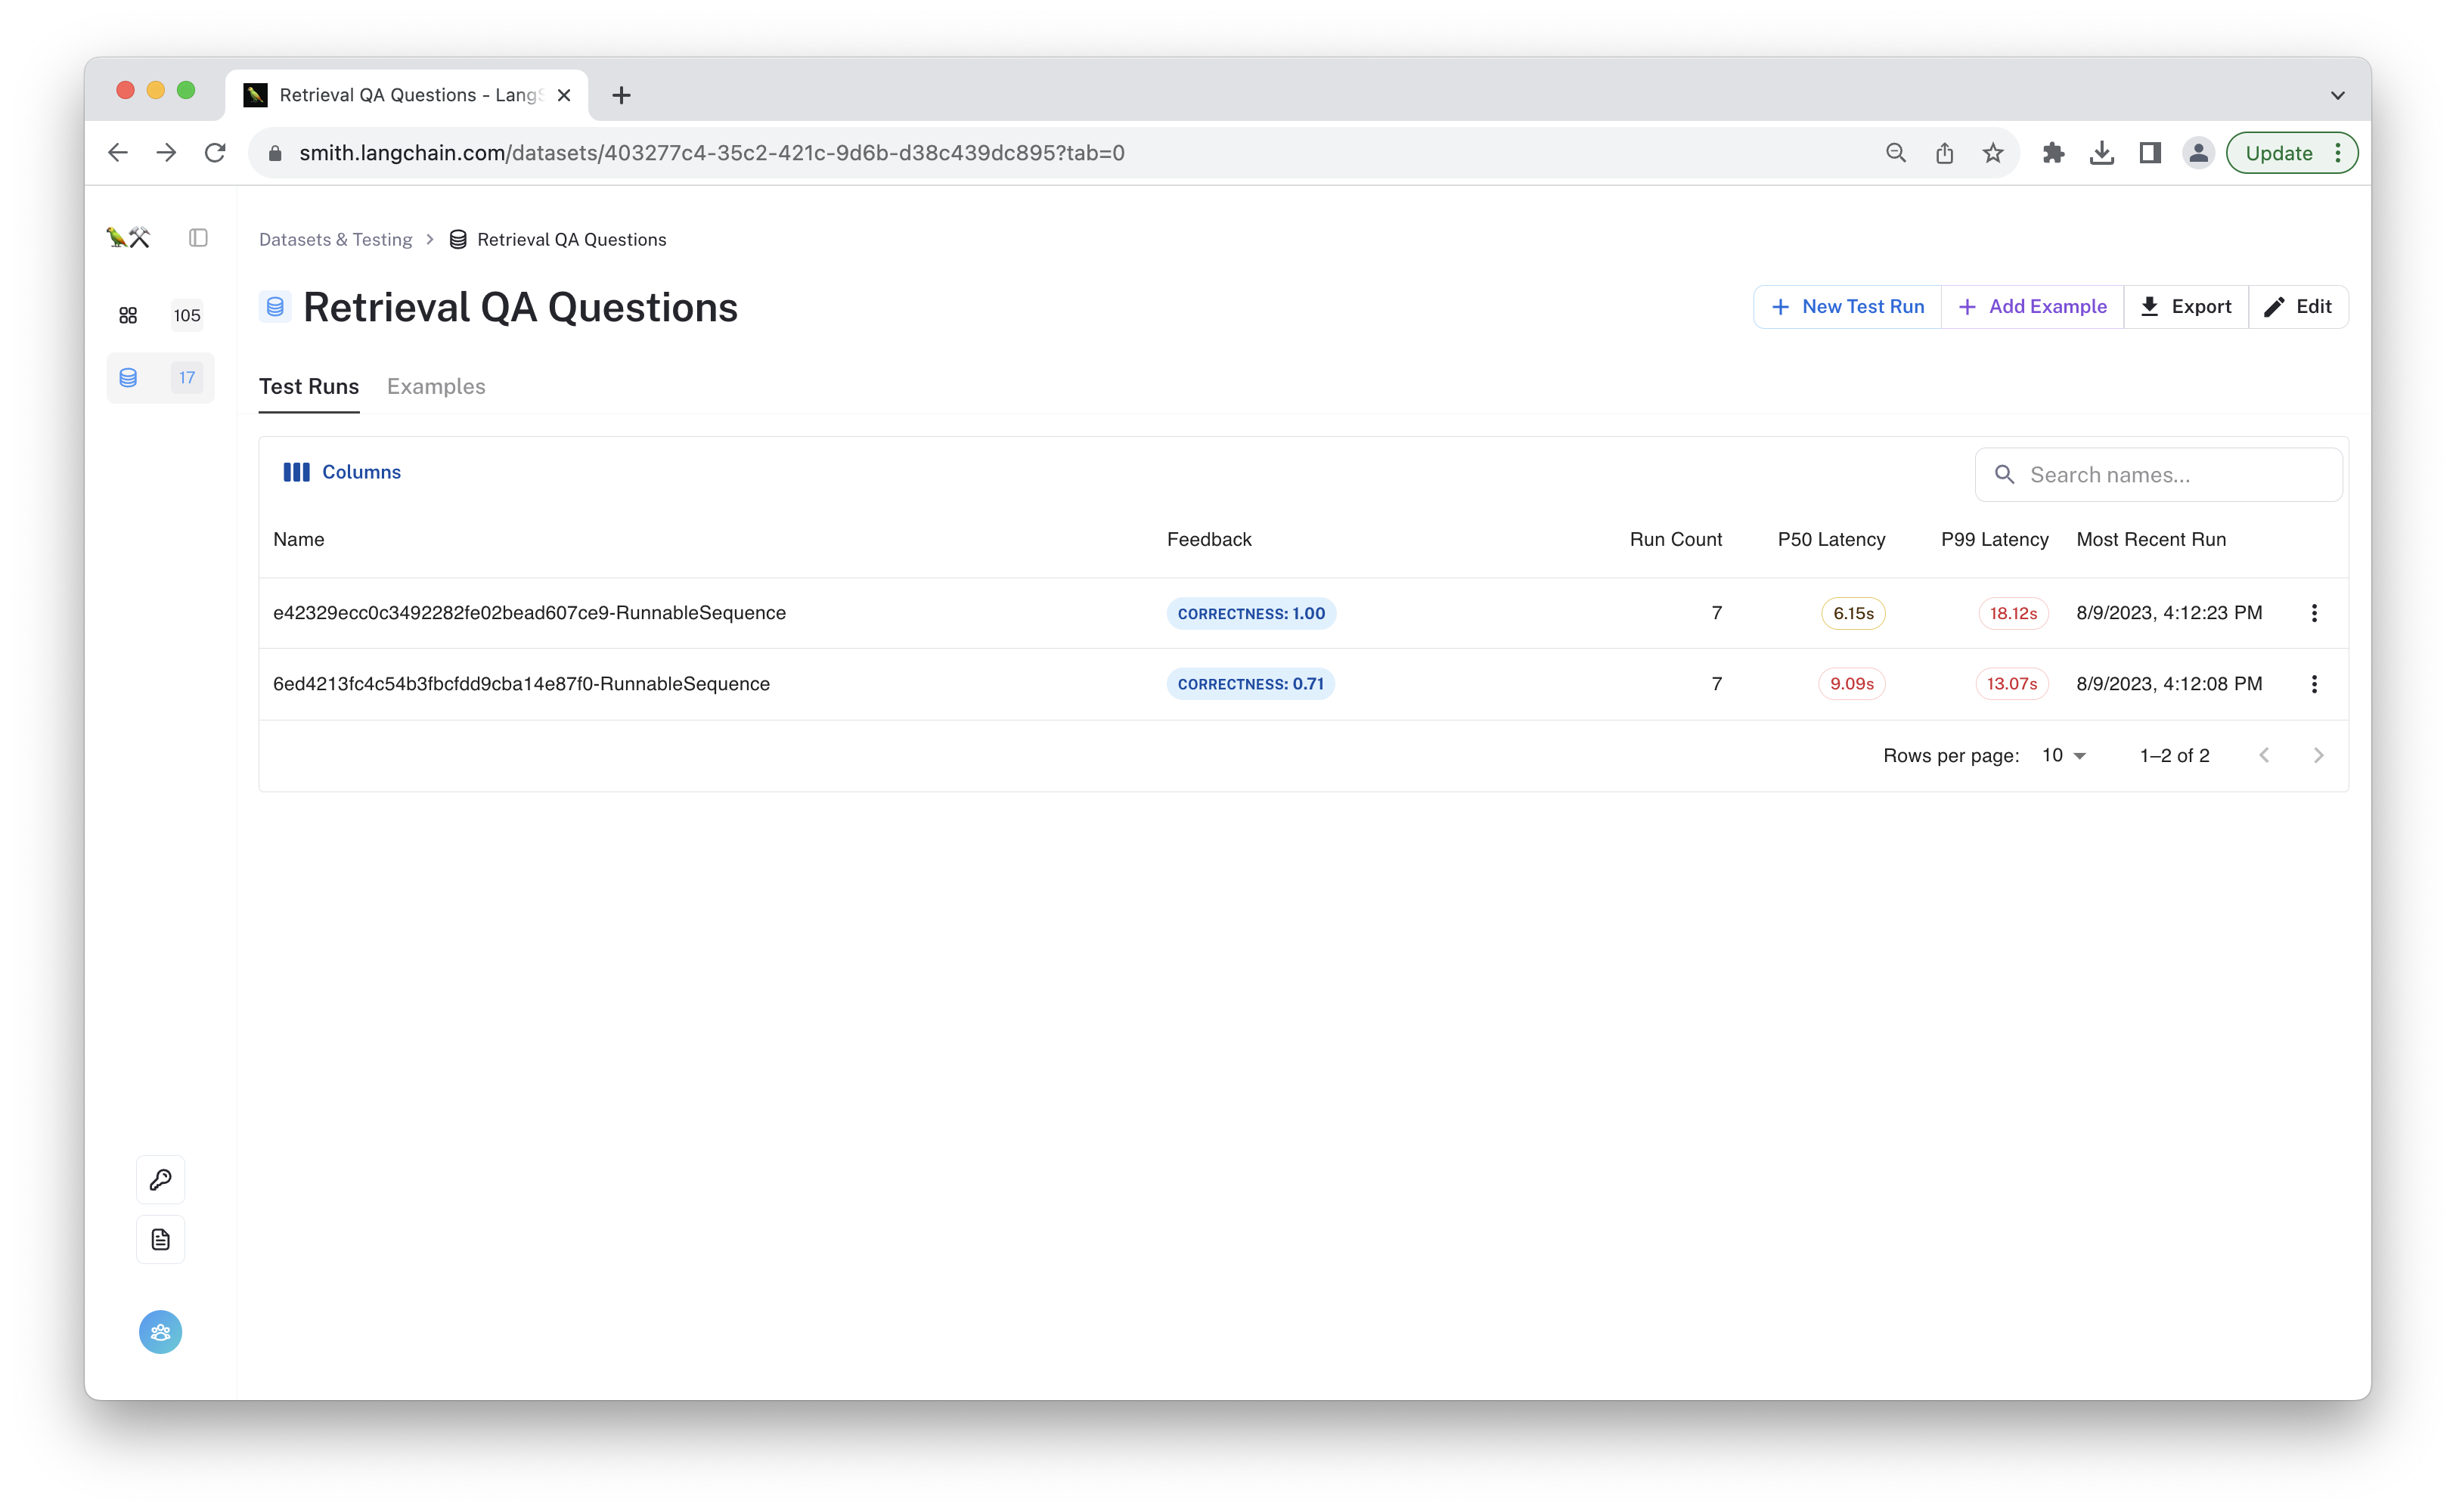 Retrieval QA Questions - Lang
smith.langchain.com/datasets/403277c4-35c2-421c-9d6b-d38c439dc895?tab=0
Update
Datasets & Testing > Retrieval QA Questions
105
17
Retrieval QA Questions
+ New Test Run + Add Example Export Edit
Test Runs Examples
Columns
Search names...
Name Feedback Run Count P50 Latency P99 Latency Most Recent Run
e42329ecc0c3492282fe02bead607ce9-RunnableSequence CORRECTNESS: 1.00 7 6.15s 18.12s 8/9/2023, 4:12:23 PM
6ed4213fc4c54b3fbcfdd9cba14e87f0-RunnableSequence CORRECTNESS: 0.71 7 9.09s 13.07s 8/9/2023, 4:12:08 PM
Rows per page: 10 1–2 of 2